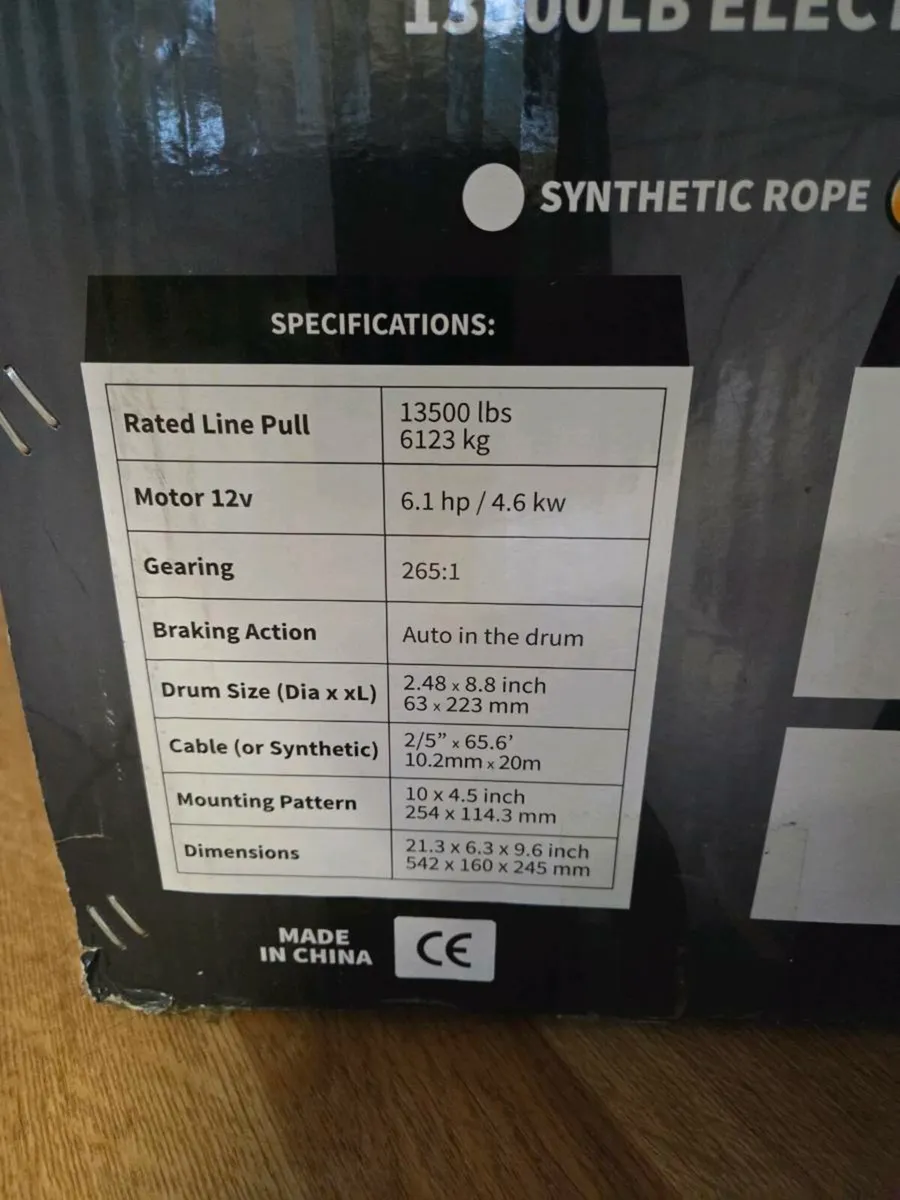 LB ELEC
SYNTHETIC ROPE
SPECIFICATIONS:
Rated Line Pull
13500 lbs
6123 kg
Motor 12v
6.1 hp / 4.6 kw
Gearing
265:1
Braking Action
Auto in the drum
Drum Size (Dia x xL)
2.48 x 8.8 inch
63 x 223 mm
Cable (or Synthetic)
2/5” x 65.6’
10.2mm x 20m
Mounting Pattern
10 x 4.5 inch
254 x 114.3 mm
Dimensions
21.3 x 6.3 x 9.6 inch
542 x 160 x 245 mm
MADE
IN CHINA
CE